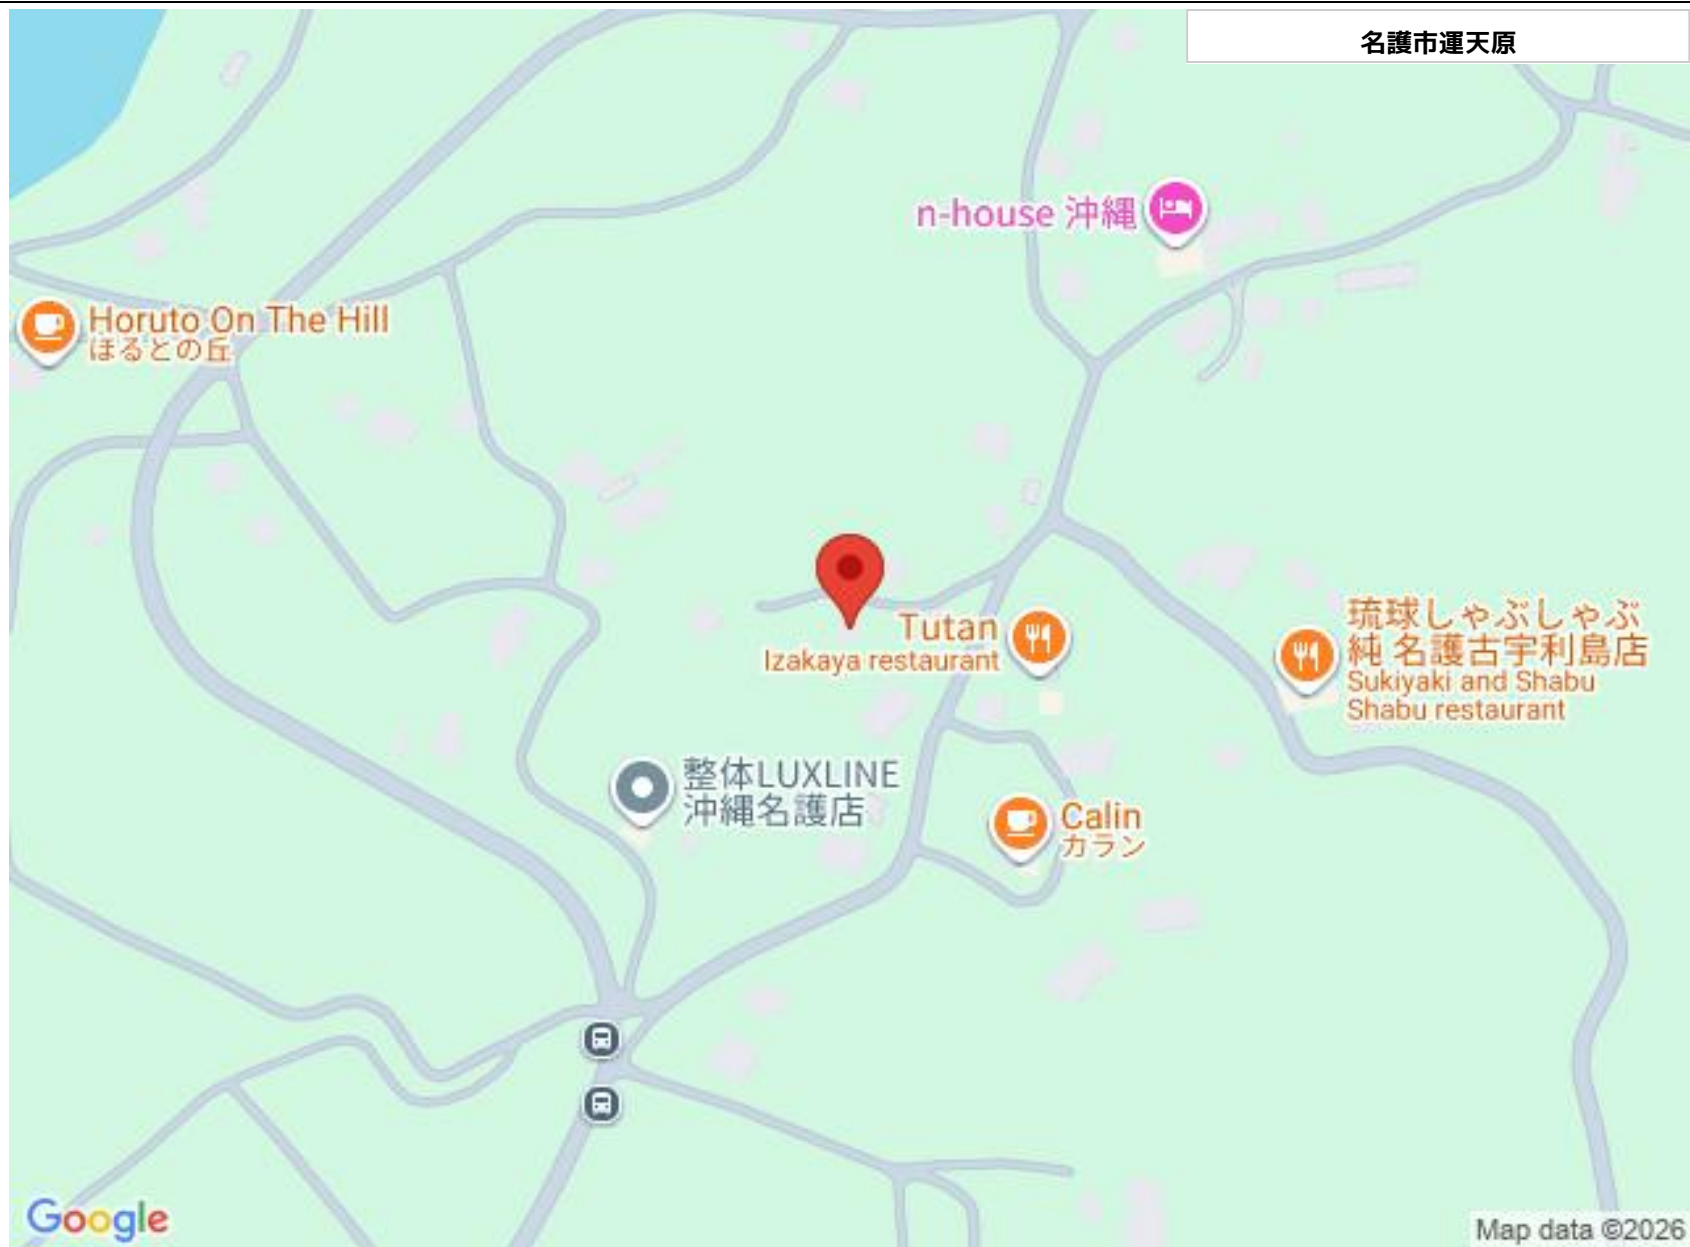 名護市運天原
n-house 沖縄
Horuto On The Hill
ほるとの丘
琉球しゃぶしゃぶ
純 名護古宇利島店
Sukiyaki and Shabu
Shabu restaurant
Tutan
Izakaya restaurant
整体LUXLINE
沖縄名護店
Calin
カラン
Google
Map data ©2026